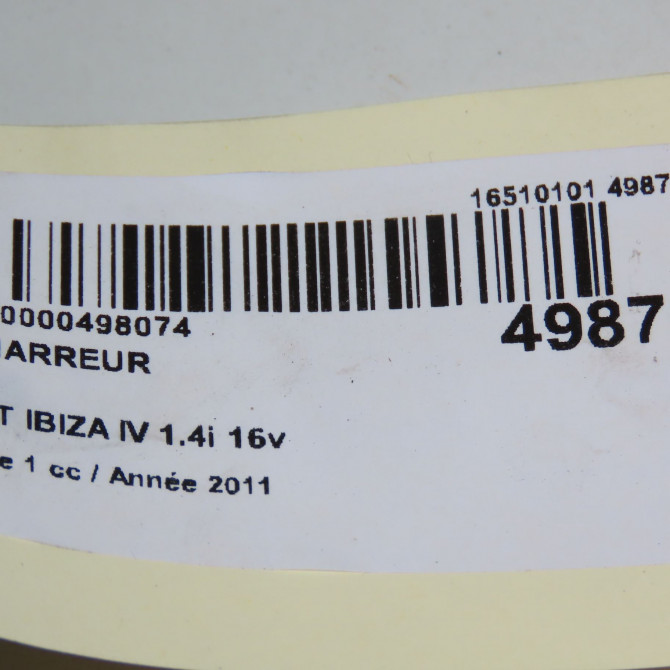 16510101 4987
0000498074
4987
ARREUR
T IBIZA IV 1.4i 16v
e 1 cc / Année 2011